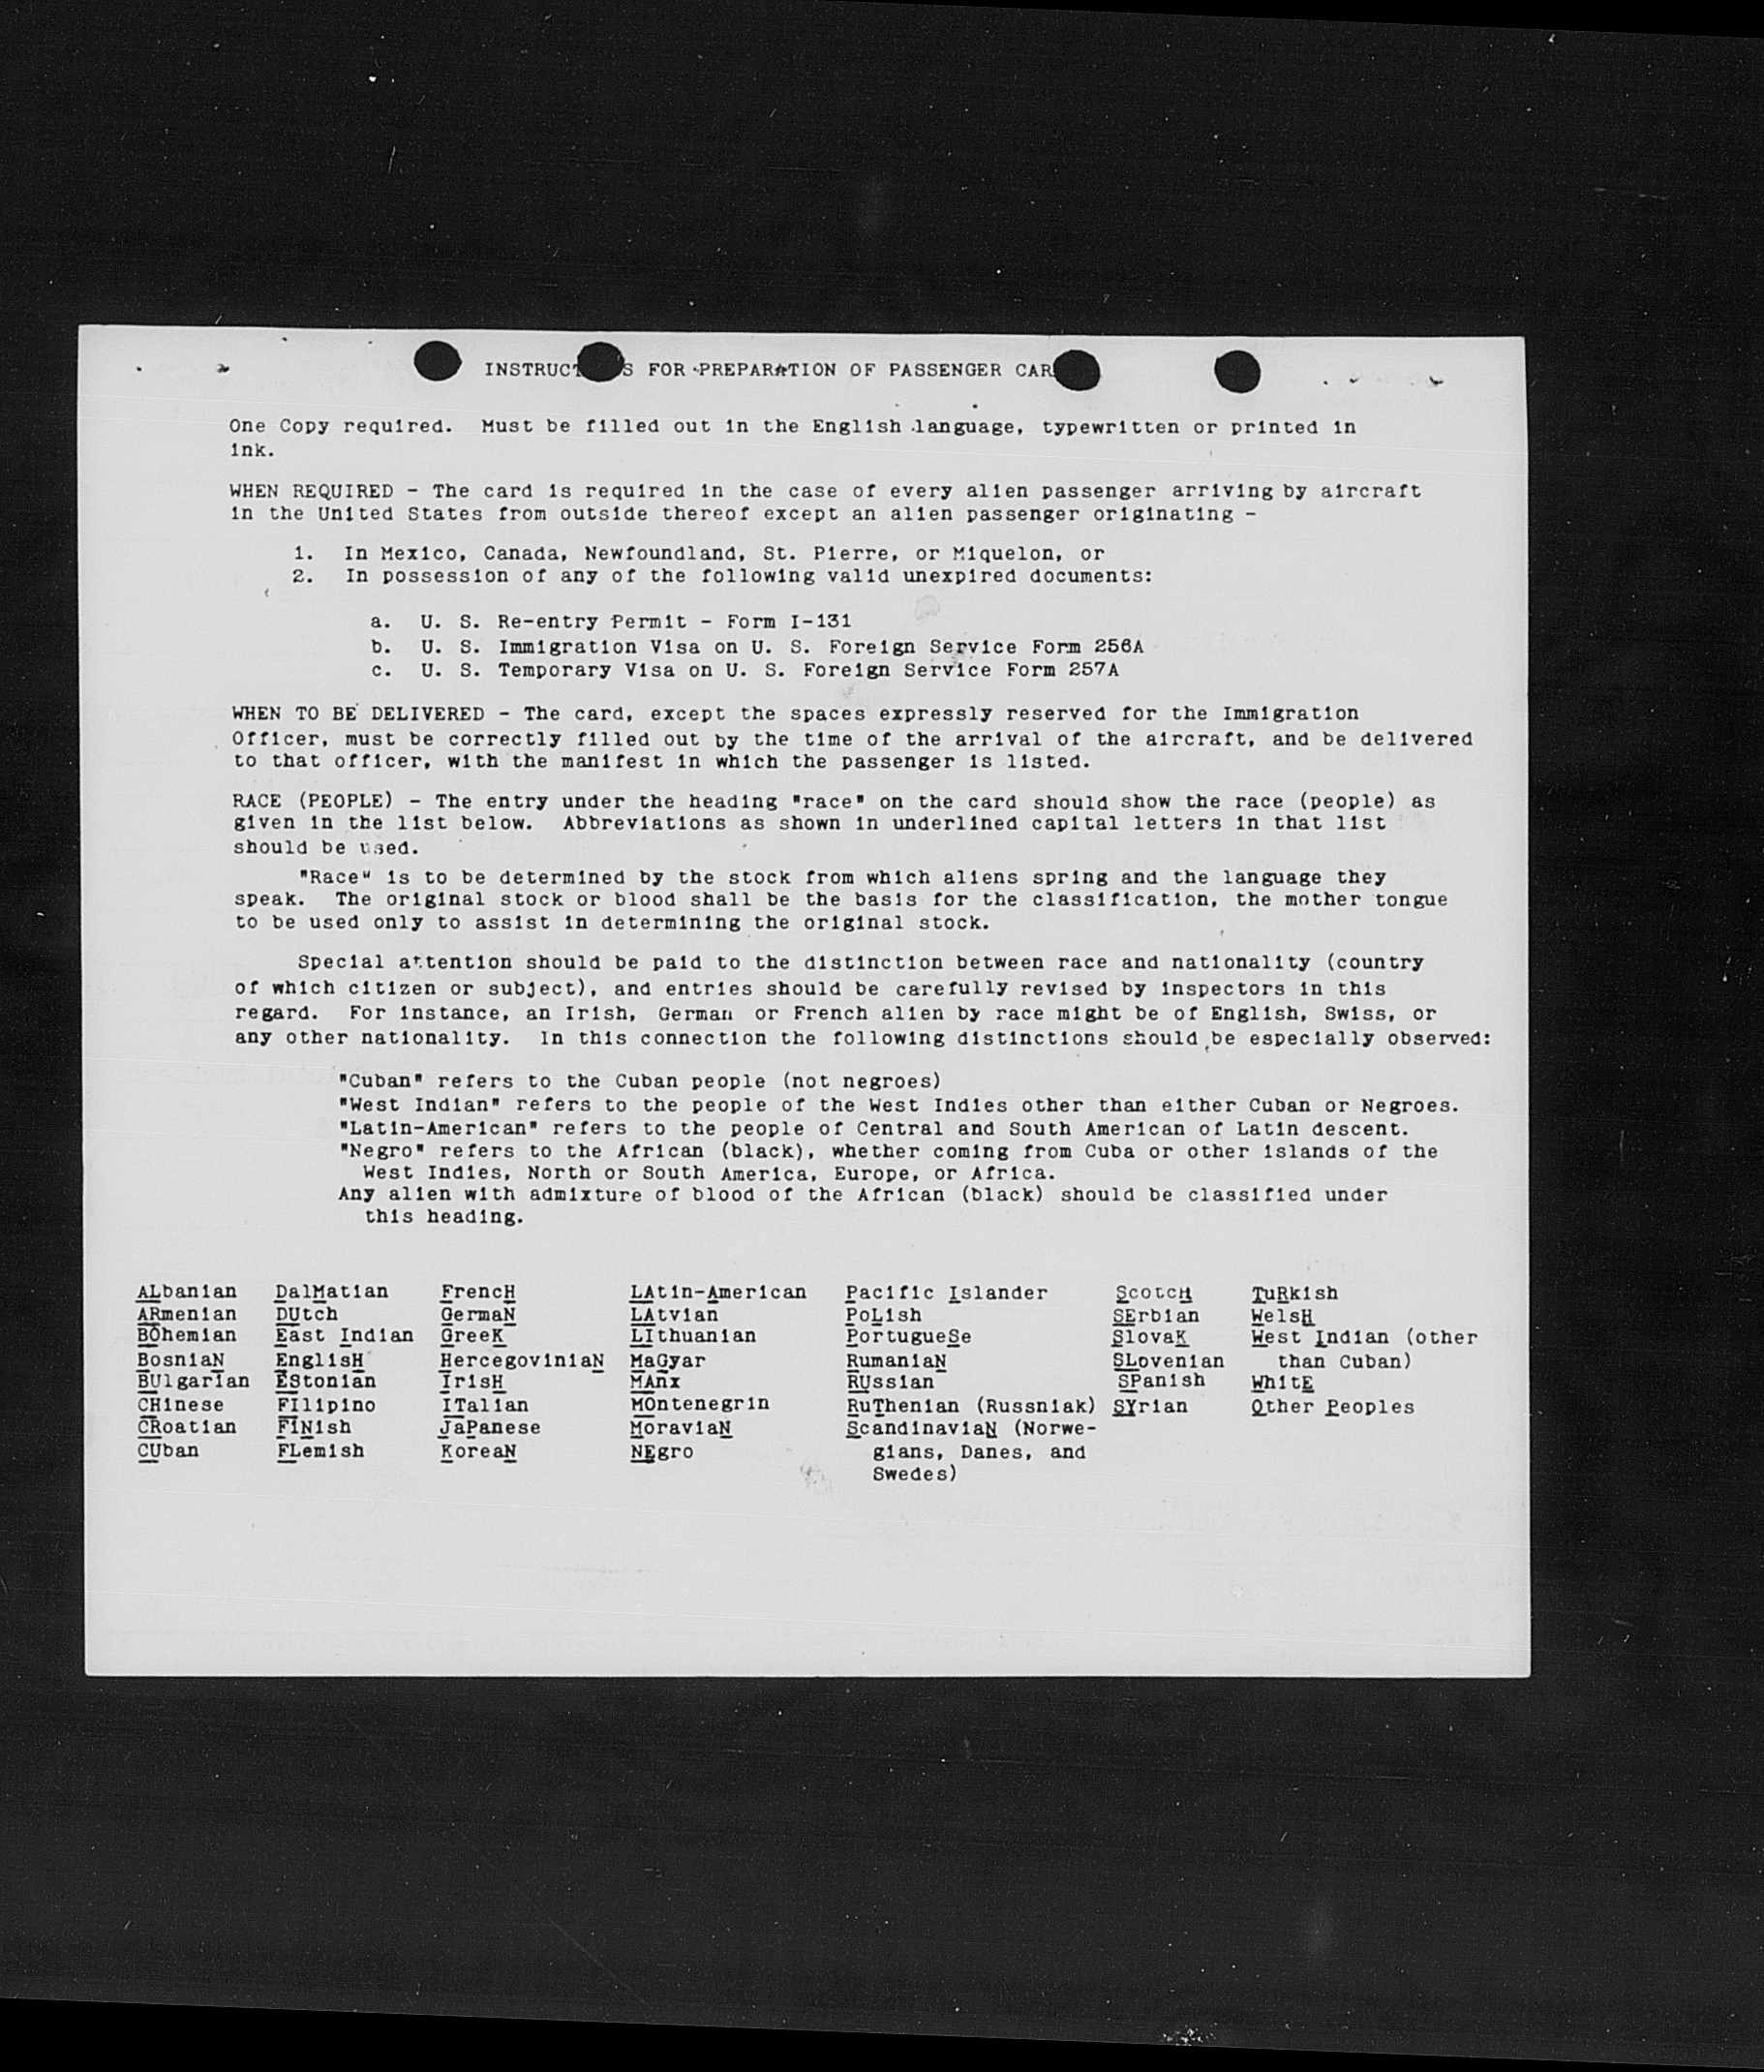 INSTRUCT S FOR PREPARATION OF PASSENGER CAR
One Copy required. Must be filled out in the English language, typewritten or printed in
ink.
WHEN REQUIRED - The card is required in the case of every alien passenger arriving by aircraft
in the United States from outside thereof except an alien passenger originating -
1. In Mexico, Canada, Newfoundland, St. Pierre, or Miquelon, or
2. In possession of any of the following valid unexpired documents:
a. U. S. Re-entry Permit - Form I-131
b. U. S. Immigration Visa on U. S. Foreign Service Form 256A
c. U. S. Temporary Visa on U. S. Foreign Service Form 257A
WHEN TO BE DELIVERED - The card, except the spaces expressly reserved for the Immigration
Officer, must be correctly filled out by the time of the arrival of the aircraft, and be delivered
to that officer, with the manifest in which the passenger is listed.
RACE (PEOPLE) - The entry under the heading "race" on the card should show the race (people) as
given in the list below. Abbreviations as shown in underlined capital letters in that list
should be used.
"Race" is to be determined by the stock from which aliens spring and the language they
speak. The original stock or blood shall be the basis for the classification, the mother tongue
to be used only to assist in determining the original stock.
Special attention should be paid to the distinction between race and nationality (country
of which citizen or subject), and entries should be carefully revised by inspectors in this
regard. For instance, an Irish, German or French alien by race might be of English, Swiss, or
any other nationality. In this connection the following distinctions should be especially observed:
"Cuban" refers to the Cuban people (not negroes)
"West Indian" refers to the people of the West Indies other than either Cuban or Negroes.
"Latin-American" refers to the people of Central and South American of Latin descent.
"Negro" refers to the African (black), whether coming from Cuba or other islands of the
West Indies, North or South America, Europe, or Africa.
Any alien with admixture of blood of the African (black) should be classified under
this heading.
ALbanian DalMatian FrencH LAtin-American Pacific Islander ScotcH TuRkish
ARmenian DUtch GermaN LAtvian PoLish SErbian WelsH
BOhemian East Indian GreeK LIthuanian PortugueSe SlovaK West Indian (other
BosniaN EnglisH HercegoviniaN MaGyar RumaniaN SLovenian than Cuban)
BUlgarian EStonian IrisH MAnx RUssian SPanish WhitE
CHinese FIlipino ITalian MOntenegrin RuThenian (Russniak) SYrian Other Peoples
CRoatian FINish JaPanese MoraviaN ScandinaviaN (Norwe-
CUban FLemish KoreaN NEgro gians, Danes, and
Swedes)